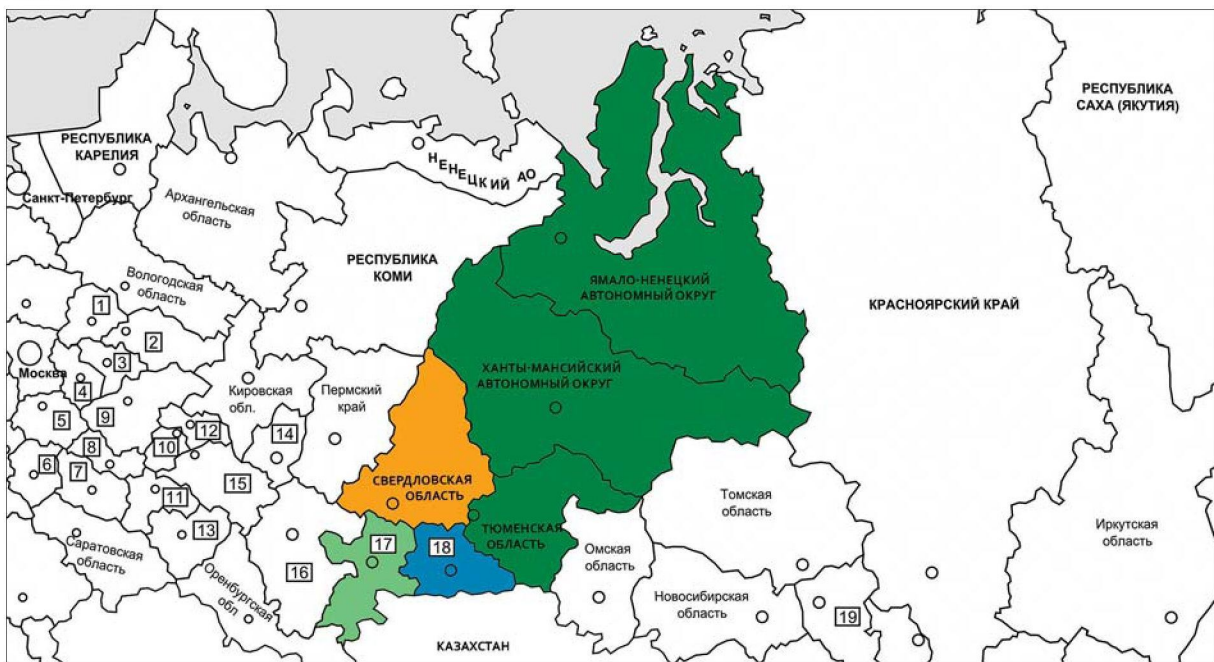 РЕСПУБЛИКА
САХА (ЯКУТИЯ)
РЕСПУБЛИКА
КАРЕЛИЯ
НЕНЕЦКИЙ АО
Санкт-Петербург
Архангельская
область
РЕСПУБЛИКА
КОМИ
Вологодская
область
ЯМАЛО-НЕНЕЦКИЙ
АВТОНОМНЫЙ ОКРУГ
КРАСНОЯРСКИЙ КРАЙ
1
2
3
Москва
4
ХАНТЫ-МАНСИЙСКИЙ
АВТОНОМНЫЙ ОКРУГ
Кировская
обл.
Пермский
край
5
9
12
14
10
8
6
7
15
11
СВЕРДЛОВСКАЯ
ОБЛАСТЬ
Томская
область
13
ТЮМЕНСКАЯ
ОБЛАСТЬ
Иркутская
область
Саратовская
область
17
18
Омская
область
16
Оренбургская
обл
Новосибирская
область
19
КАЗАХСТАН